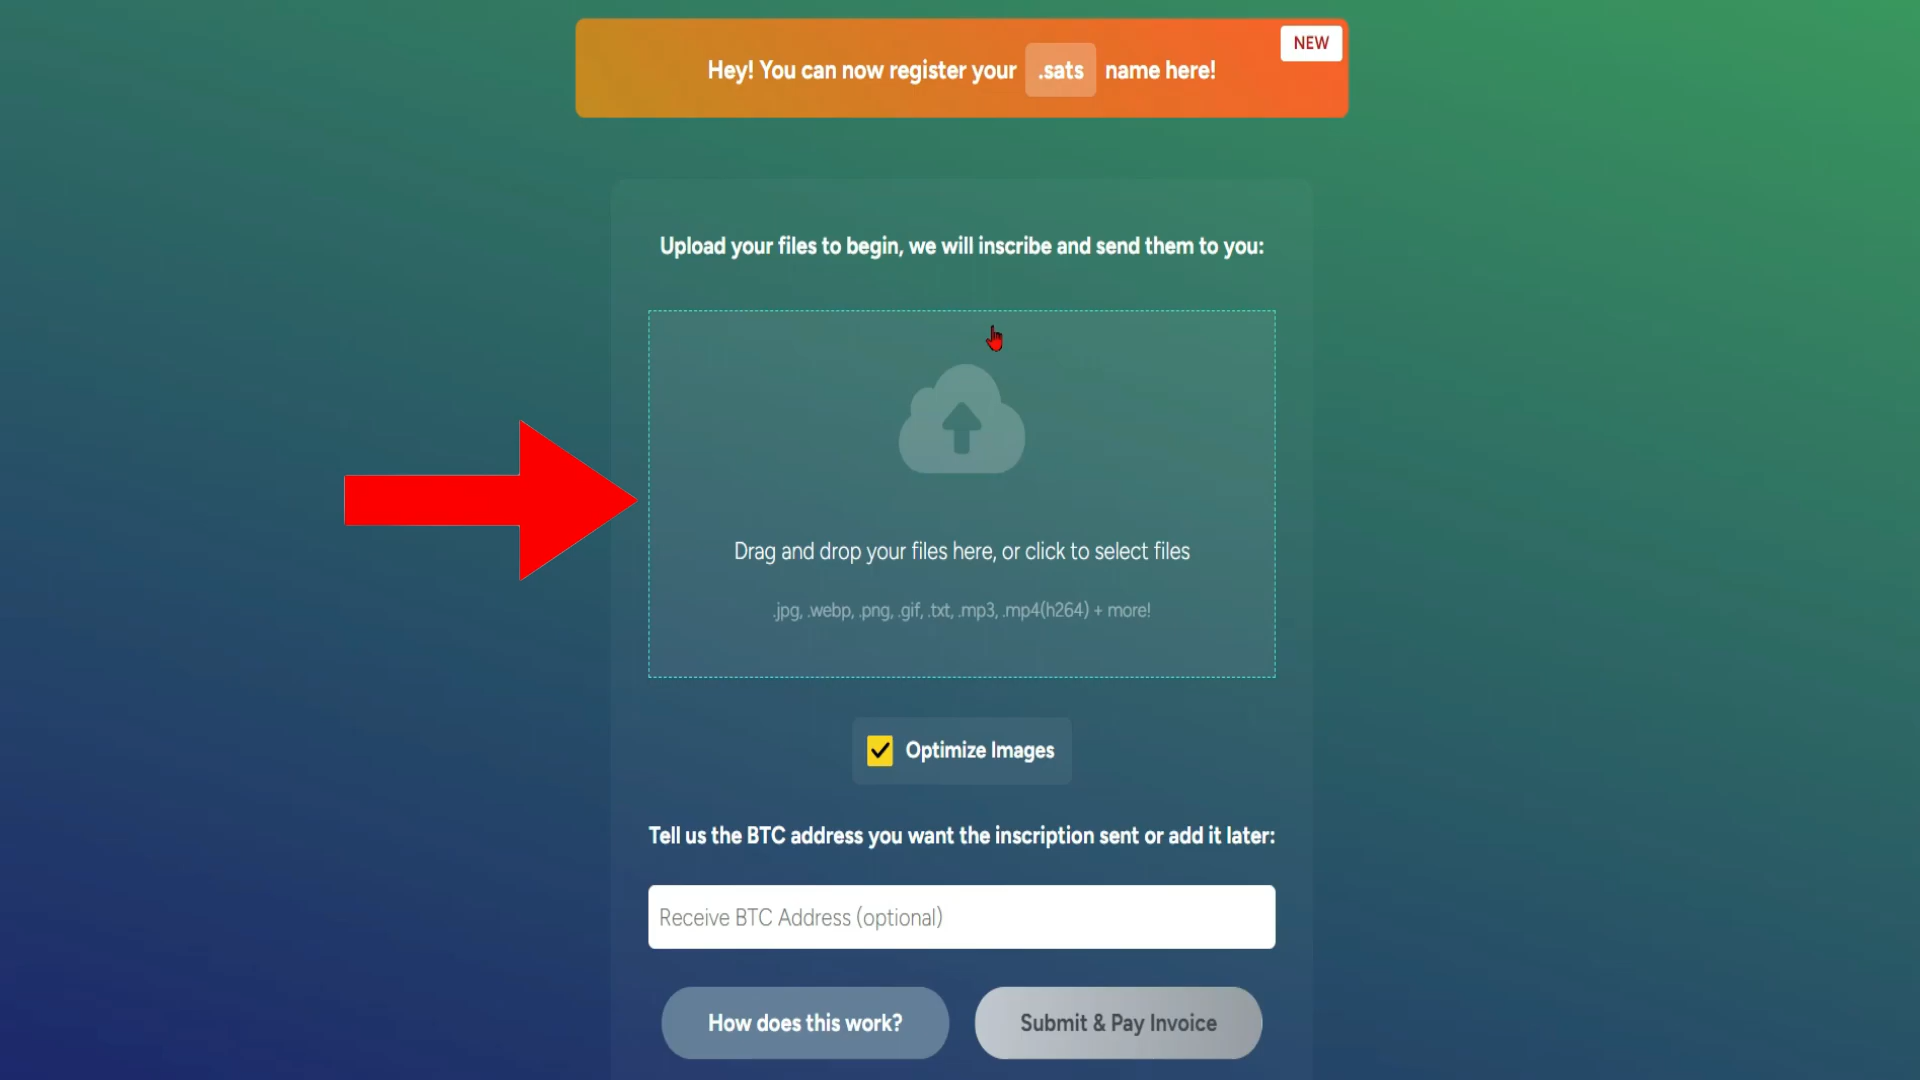 NEW
Hey! You can now register your .sats name here!
Upload your files to begin, we will inscribe and send them to you:
Drag and drop your files here, or click to select files
.jpg, .webp, .png, .gif, .txt, .mp3, .mp4(h264) + more!
Optimize Images
Tell us the BTC address you want the inscription sent or add it later:
Receive BTC Address (optional)
How does this work? Submit & Pay Invoice